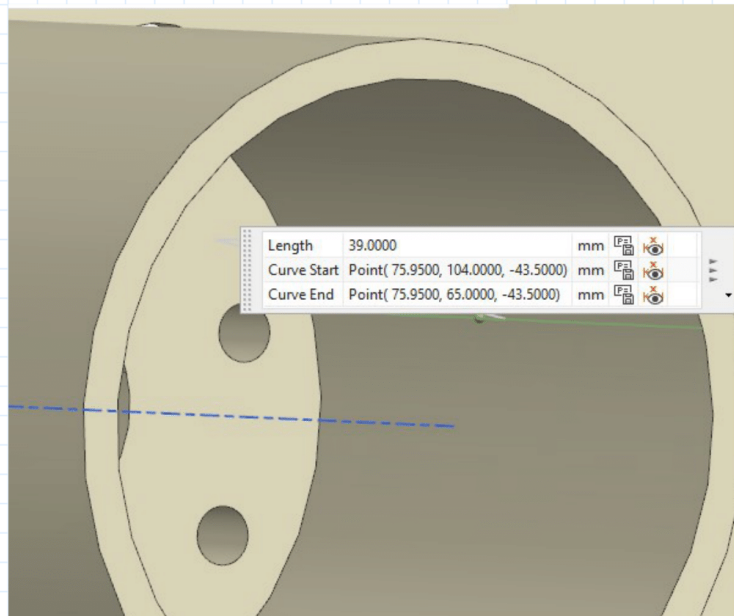 Length 39.0000 mm
Curve Start Point( 75.9500, 104.0000, -43.5000) mm
Curve End Point( 75.9500, 65.0000, -43.5000) mm